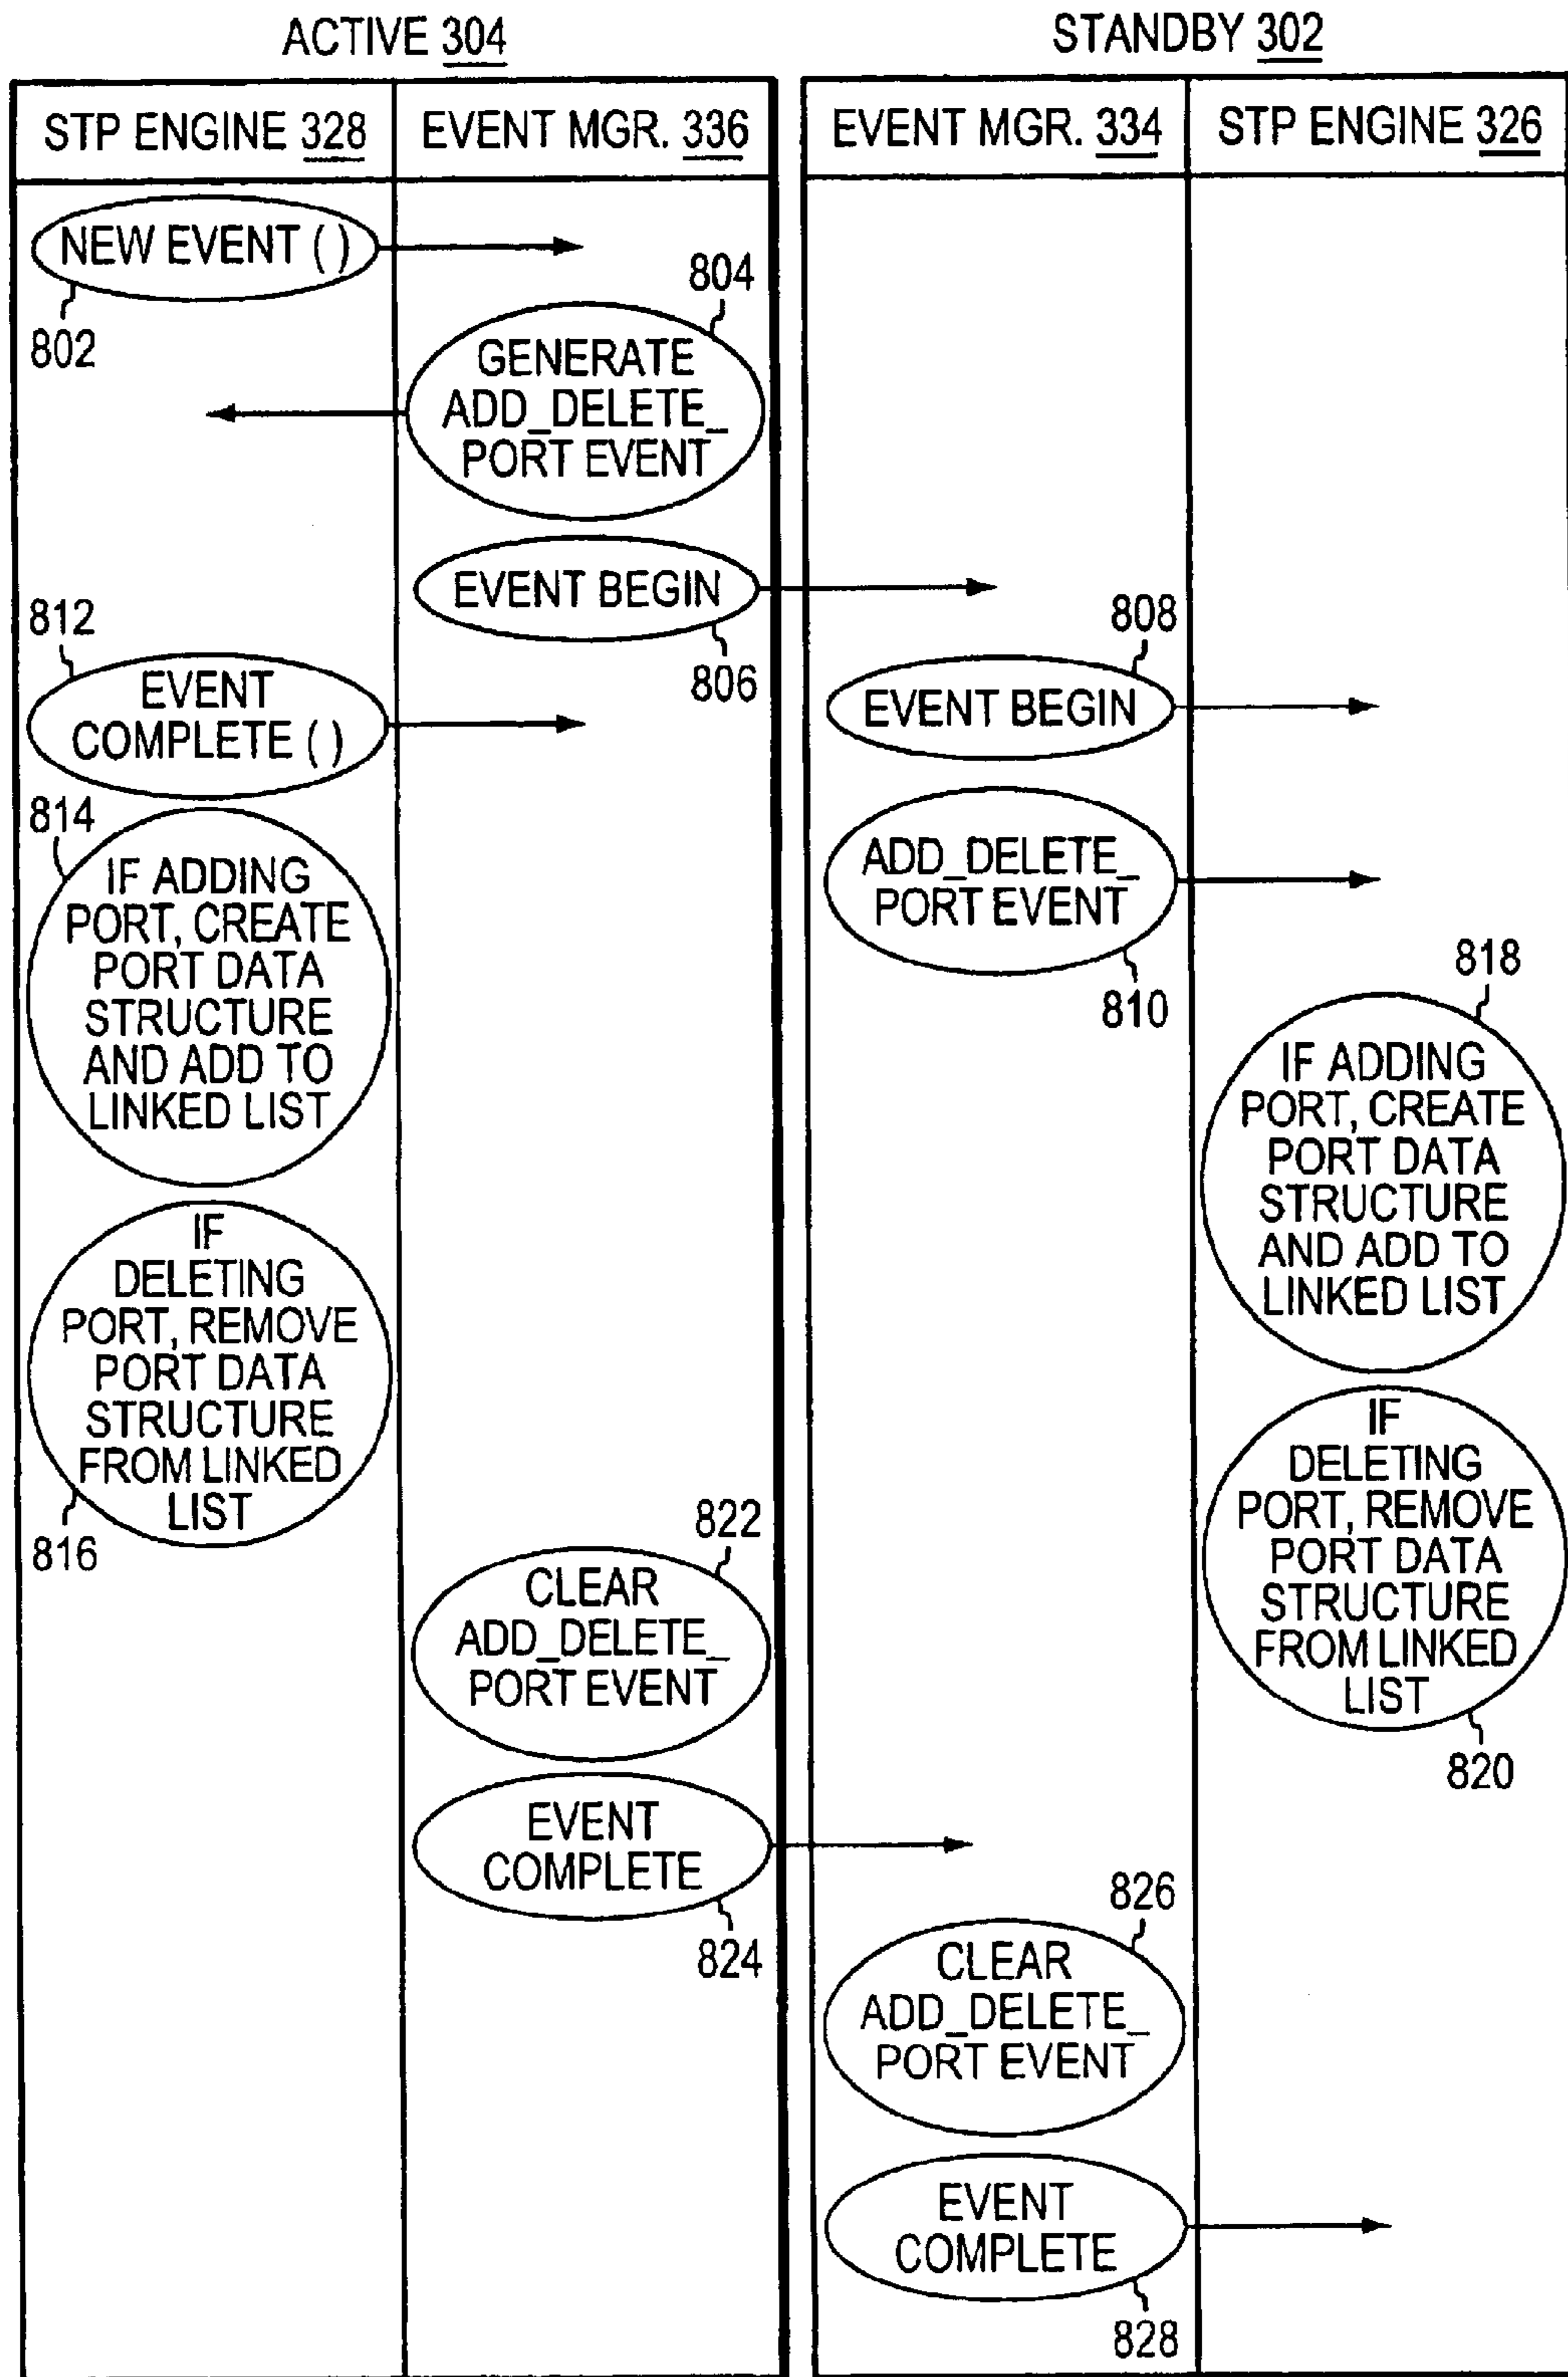 ACTIVE 304
STANDBY 302
STP ENGINE 328
EVENT MGR. 336
EVENT MGR. 334
STP ENGINE 326
NEW EVENT ( )
802
804
GENERATE
ADD_DELETE_
PORT EVENT
EVENT BEGIN
806
808
EVENT BEGIN
812
EVENT
COMPLETE ( )
ADD_DELETE_
PORT EVENT
810
814
IF ADDING
PORT, CREATE
PORT DATA
STRUCTURE
AND ADD TO
LINKED LIST
818
IF ADDING
PORT, CREATE
PORT DATA
STRUCTURE
AND ADD TO
LINKED LIST
IF
DELETING
PORT, REMOVE
PORT DATA
STRUCTURE
FROM LINKED
LIST
816
IF
DELETING
PORT, REMOVE
PORT DATA
STRUCTURE
FROM LINKED
LIST
820
822
CLEAR
ADD_DELETE_
PORT EVENT
EVENT
COMPLETE
824
826
CLEAR
ADD_DELETE_
PORT EVENT
EVENT
COMPLETE
828